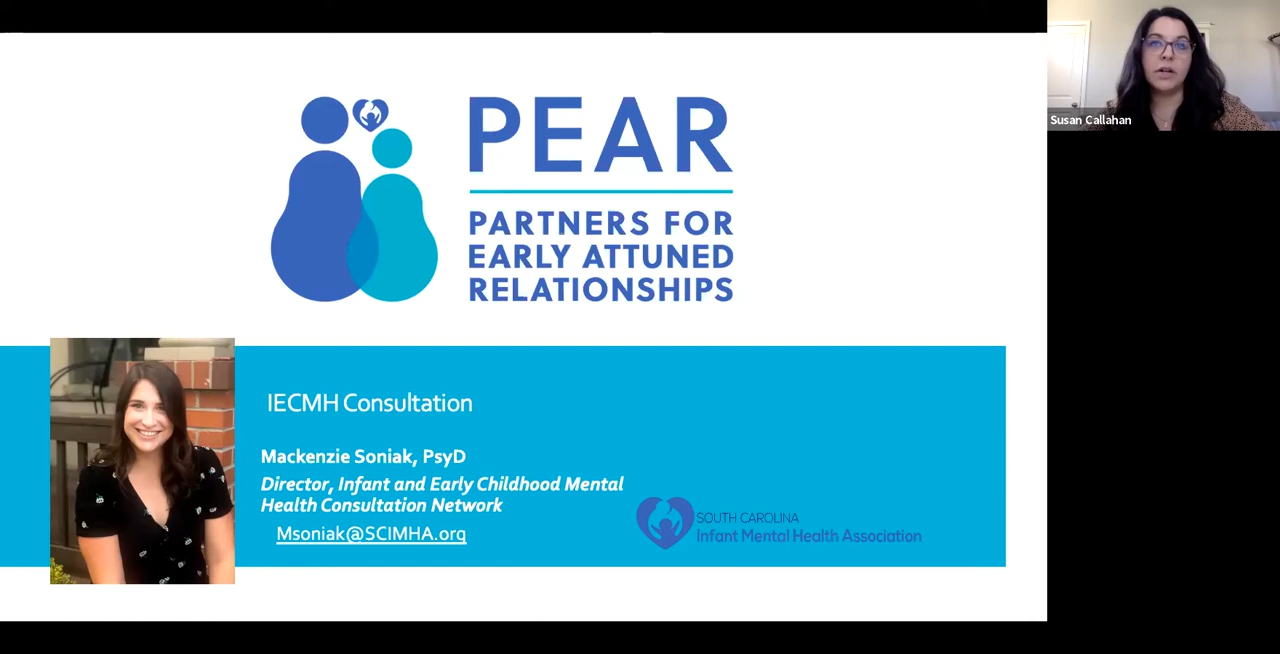 PEAR
PARTNERS FOR
EARLY ATTUNED
RELATIONSHIPS
Susan Callahan
IECMH Consultation
Mackenzie Soniak, PsyD
Director, Infant and Early Childhood Mental
Health Consultation Network
Msoniak@SCIMHA.org
SOUTH CAROLINA
Infant Mental Health Association